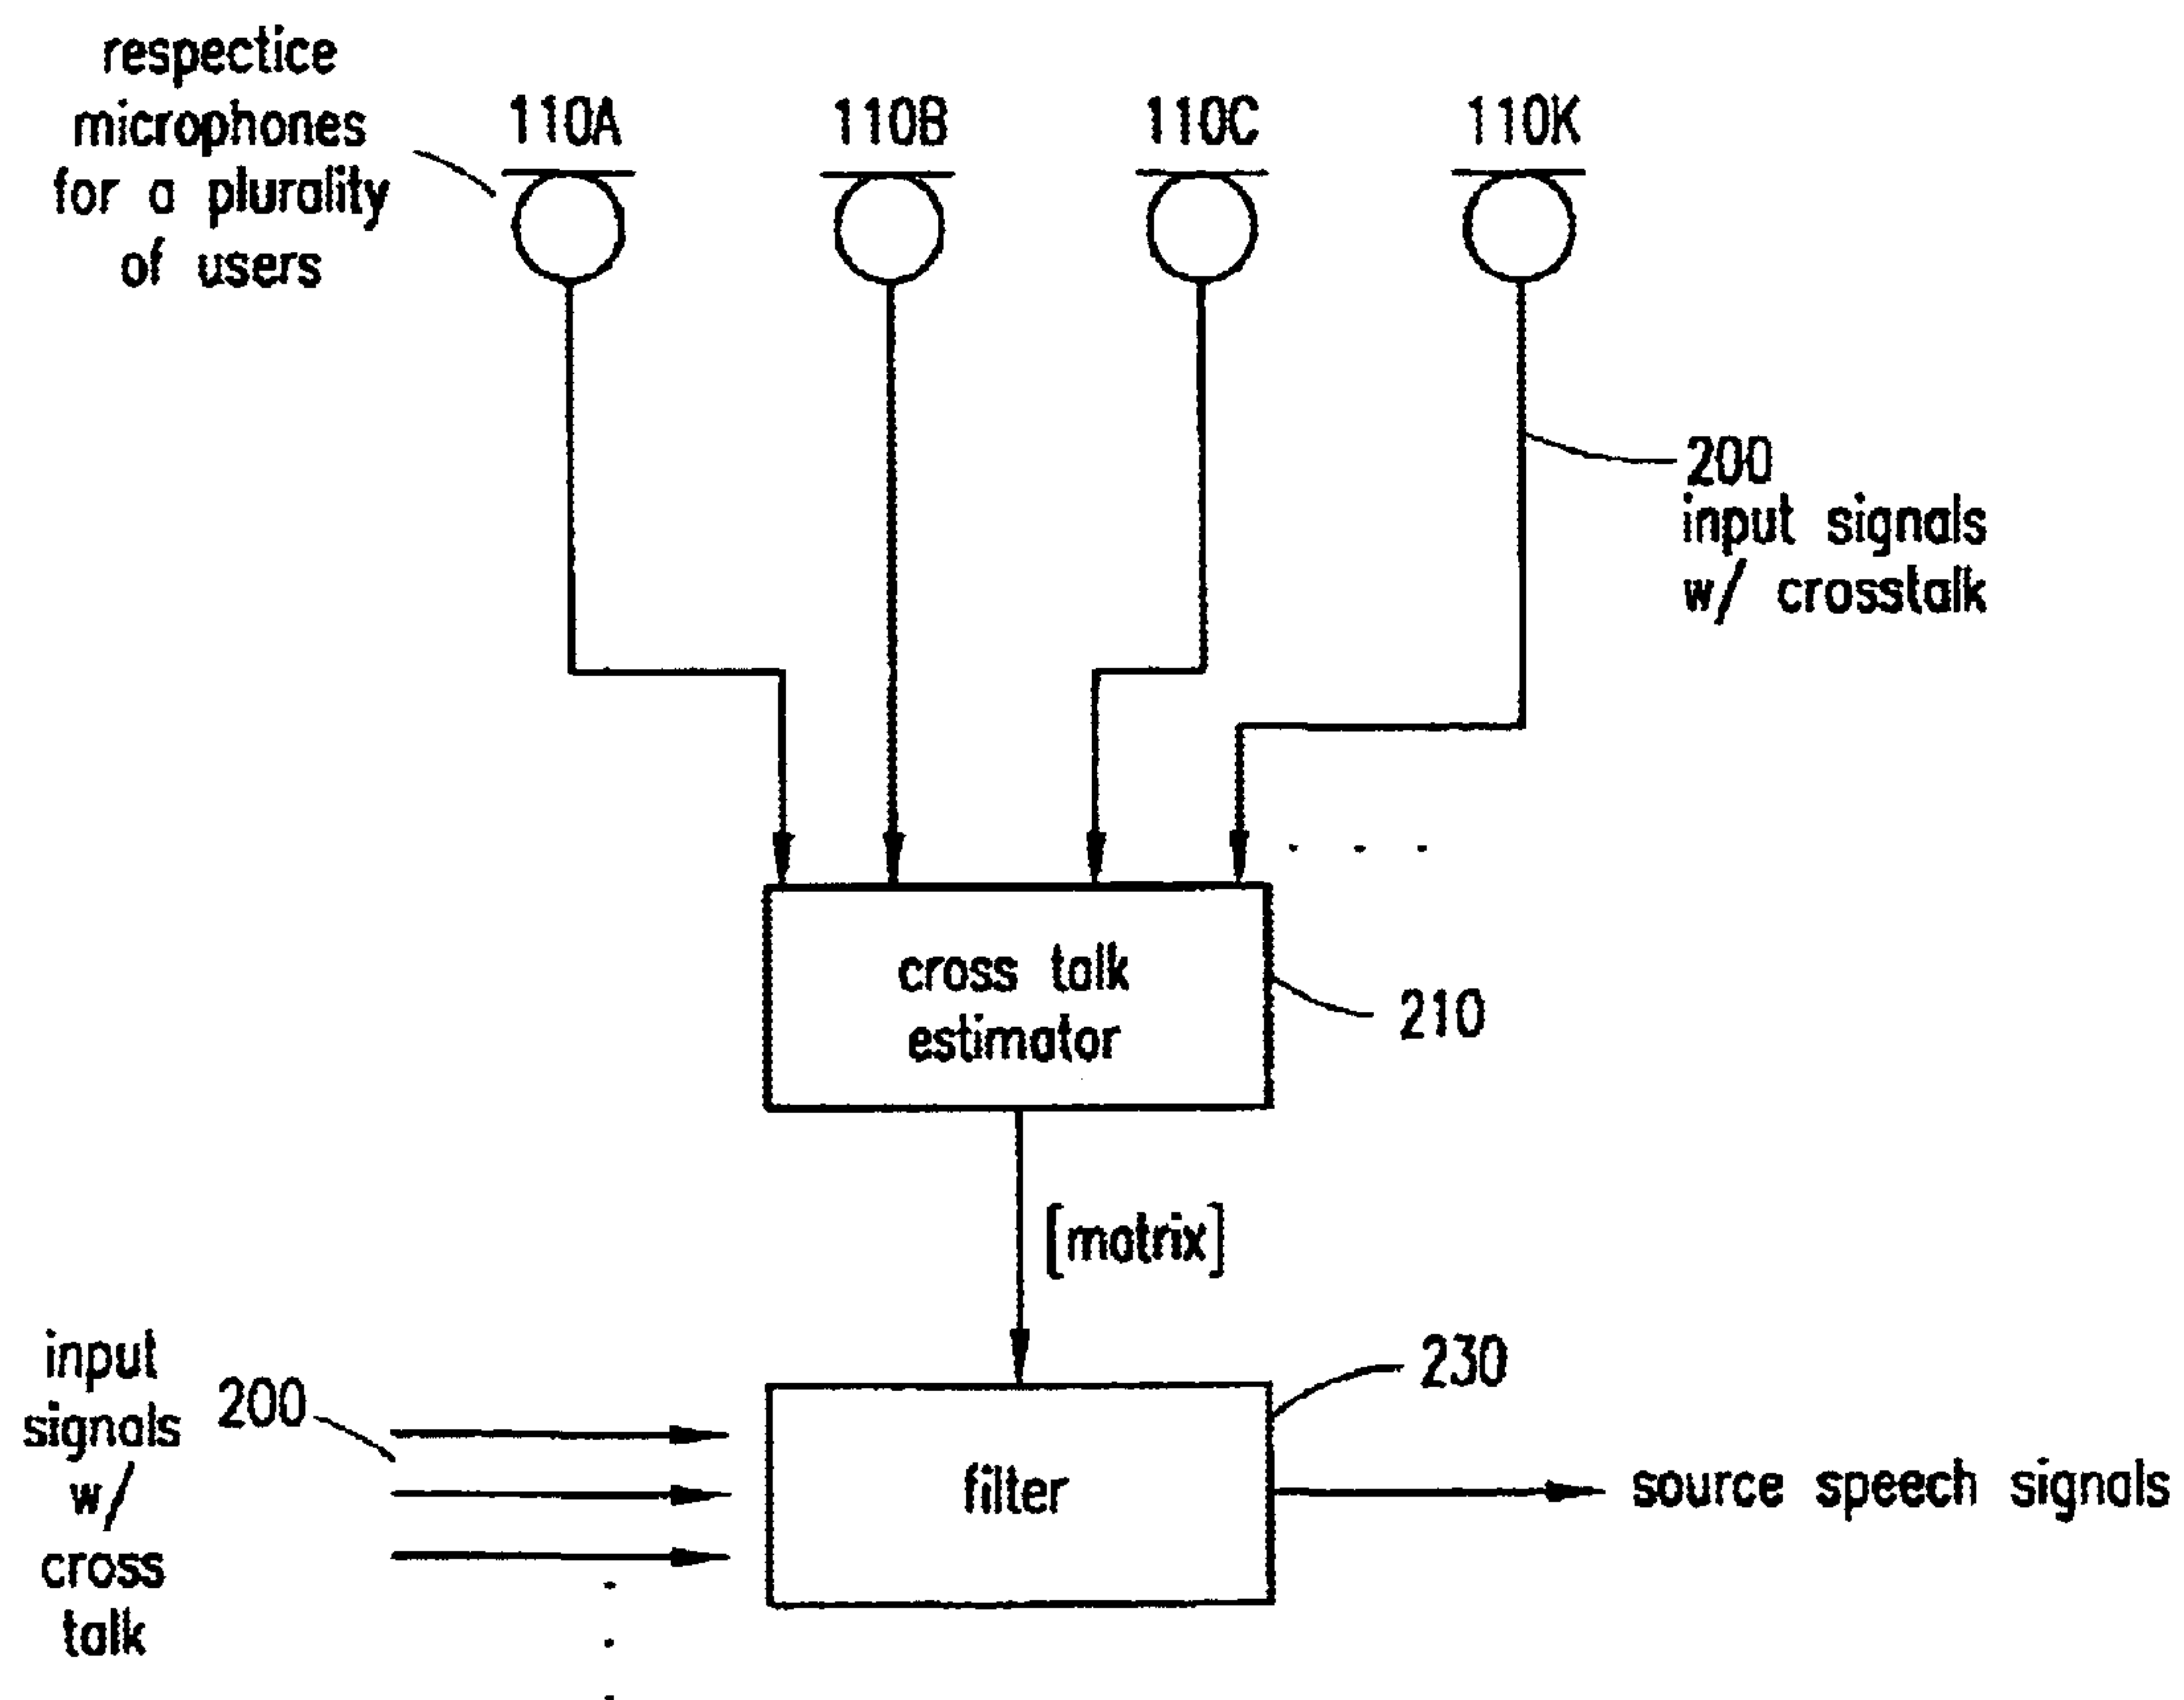 respectice
microphones
for a plurality
of users
110A
110B
110C
110K
200
input signals
w/ crosstalk
cross talk
estimator
210
[matrix]
input
signals
w/
cross
talk
200
230
filter
source speech signals